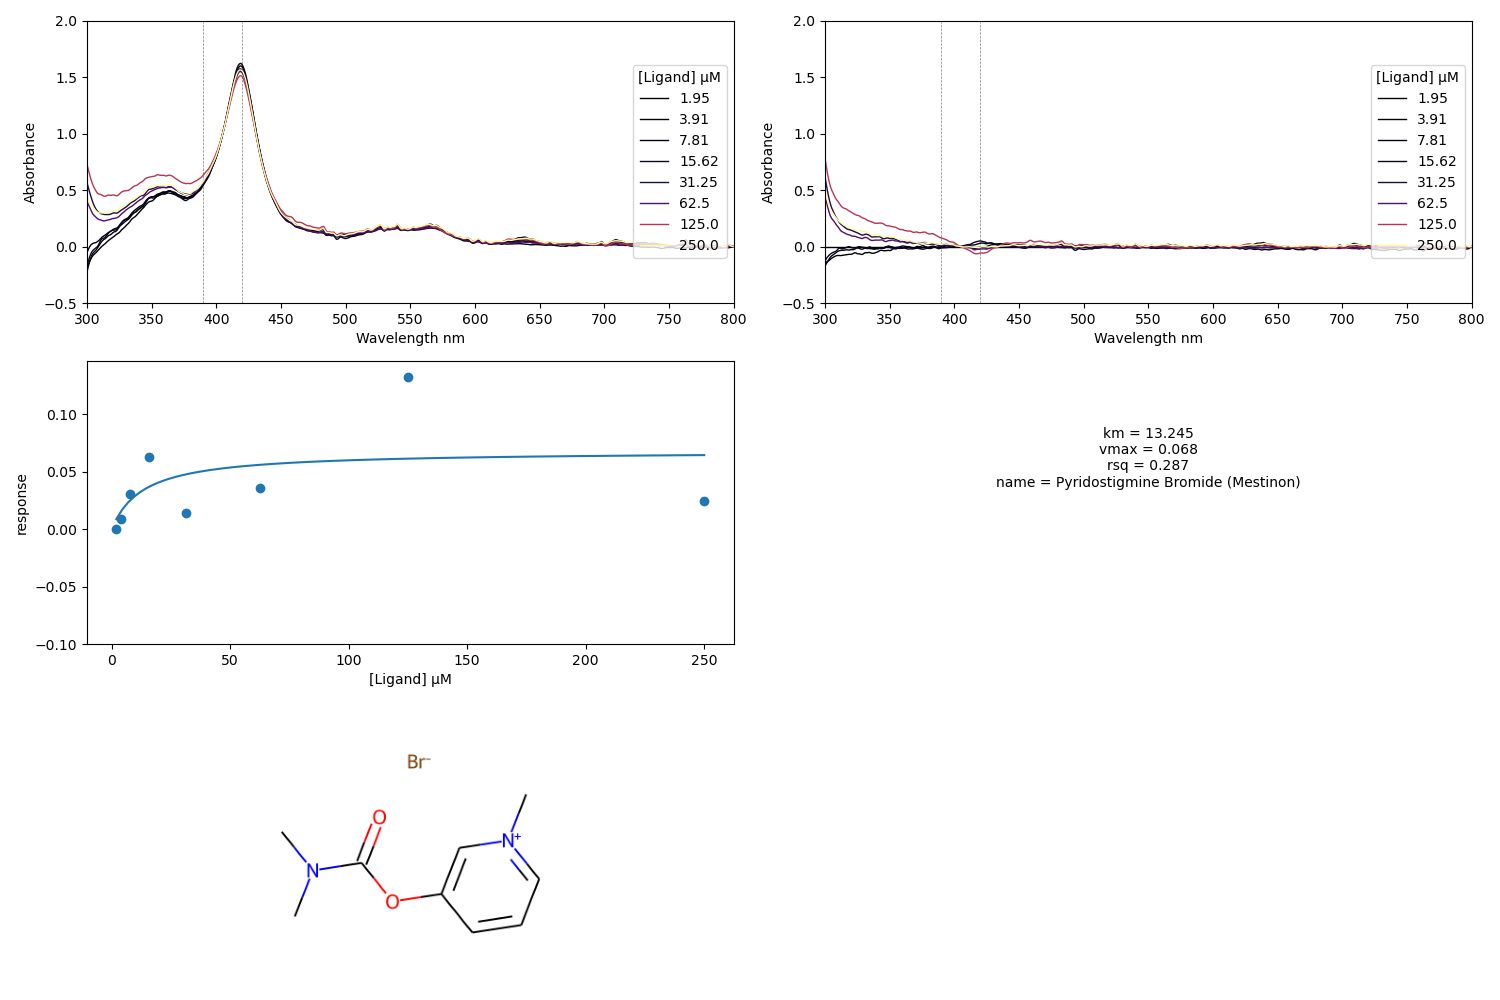 2.0
1.5
1.0
0.5
0.0
−0.5
Absorbance
300 350 400 450 500 550 600 650 700 750 800
Wavelength nm
[Ligand] µM
1.95
3.91
7.81
15.62
31.25
62.5
125.0
250.0
2.0
1.5
1.0
0.5
0.0
−0.5
Absorbance
300 350 400 450 500 550 600 650 700 750 800
Wavelength nm
[Ligand] µM
1.95
3.91
7.81
15.62
31.25
62.5
125.0
250.0
0.10
0.05
0.00
−0.05
−0.10
response
0 50 100 150 200 250
[Ligand] µM
km = 13.245
vmax = 0.068
rsq = 0.287
name = Pyridostigmine Bromide (Mestinon)
Br⁻
O
N⁺
N
O